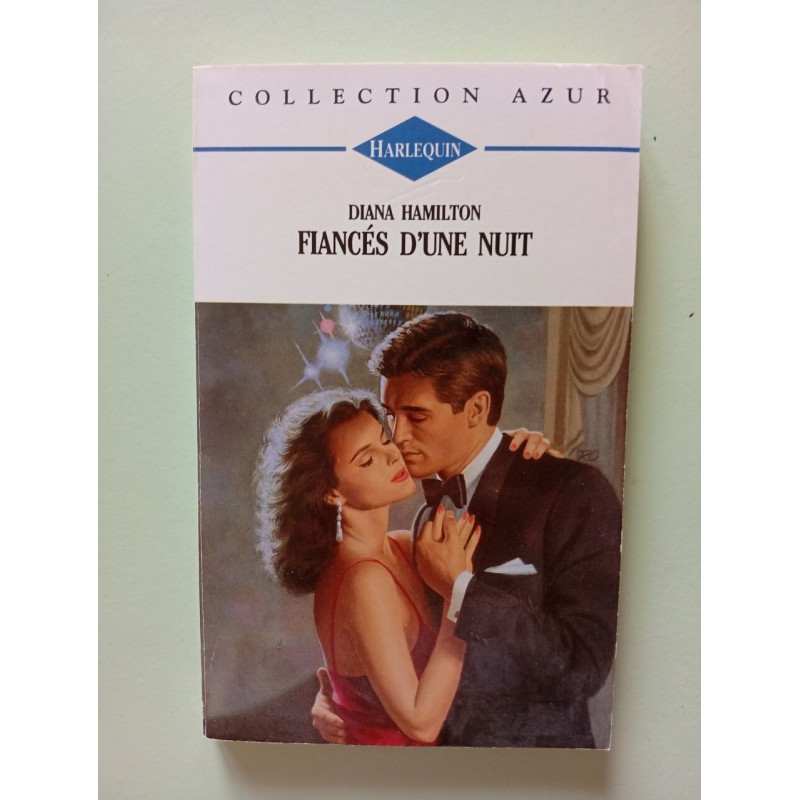 COLLECTION AZUR
HARLEQUIN
DIANA HAMILTON
FIANCÉS D'UNE NUIT